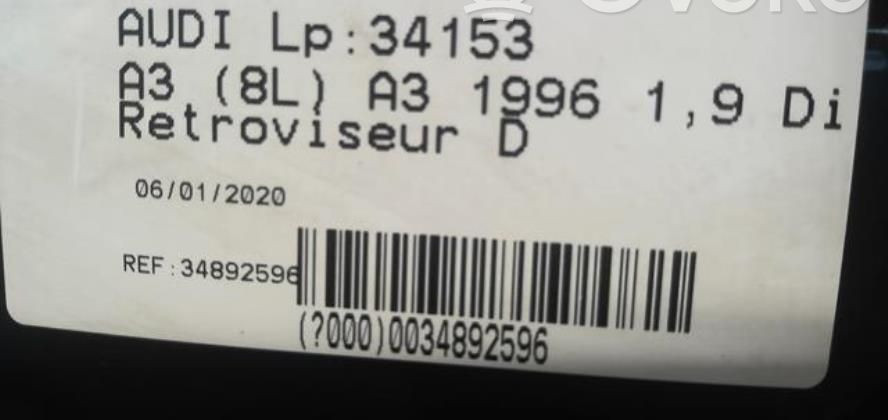 AUDI Lp:34153
A3 (8L) A3 1996 1,9 Di
Retroviseur D
06/01/2020
REF:34892596
(?000)0034892596